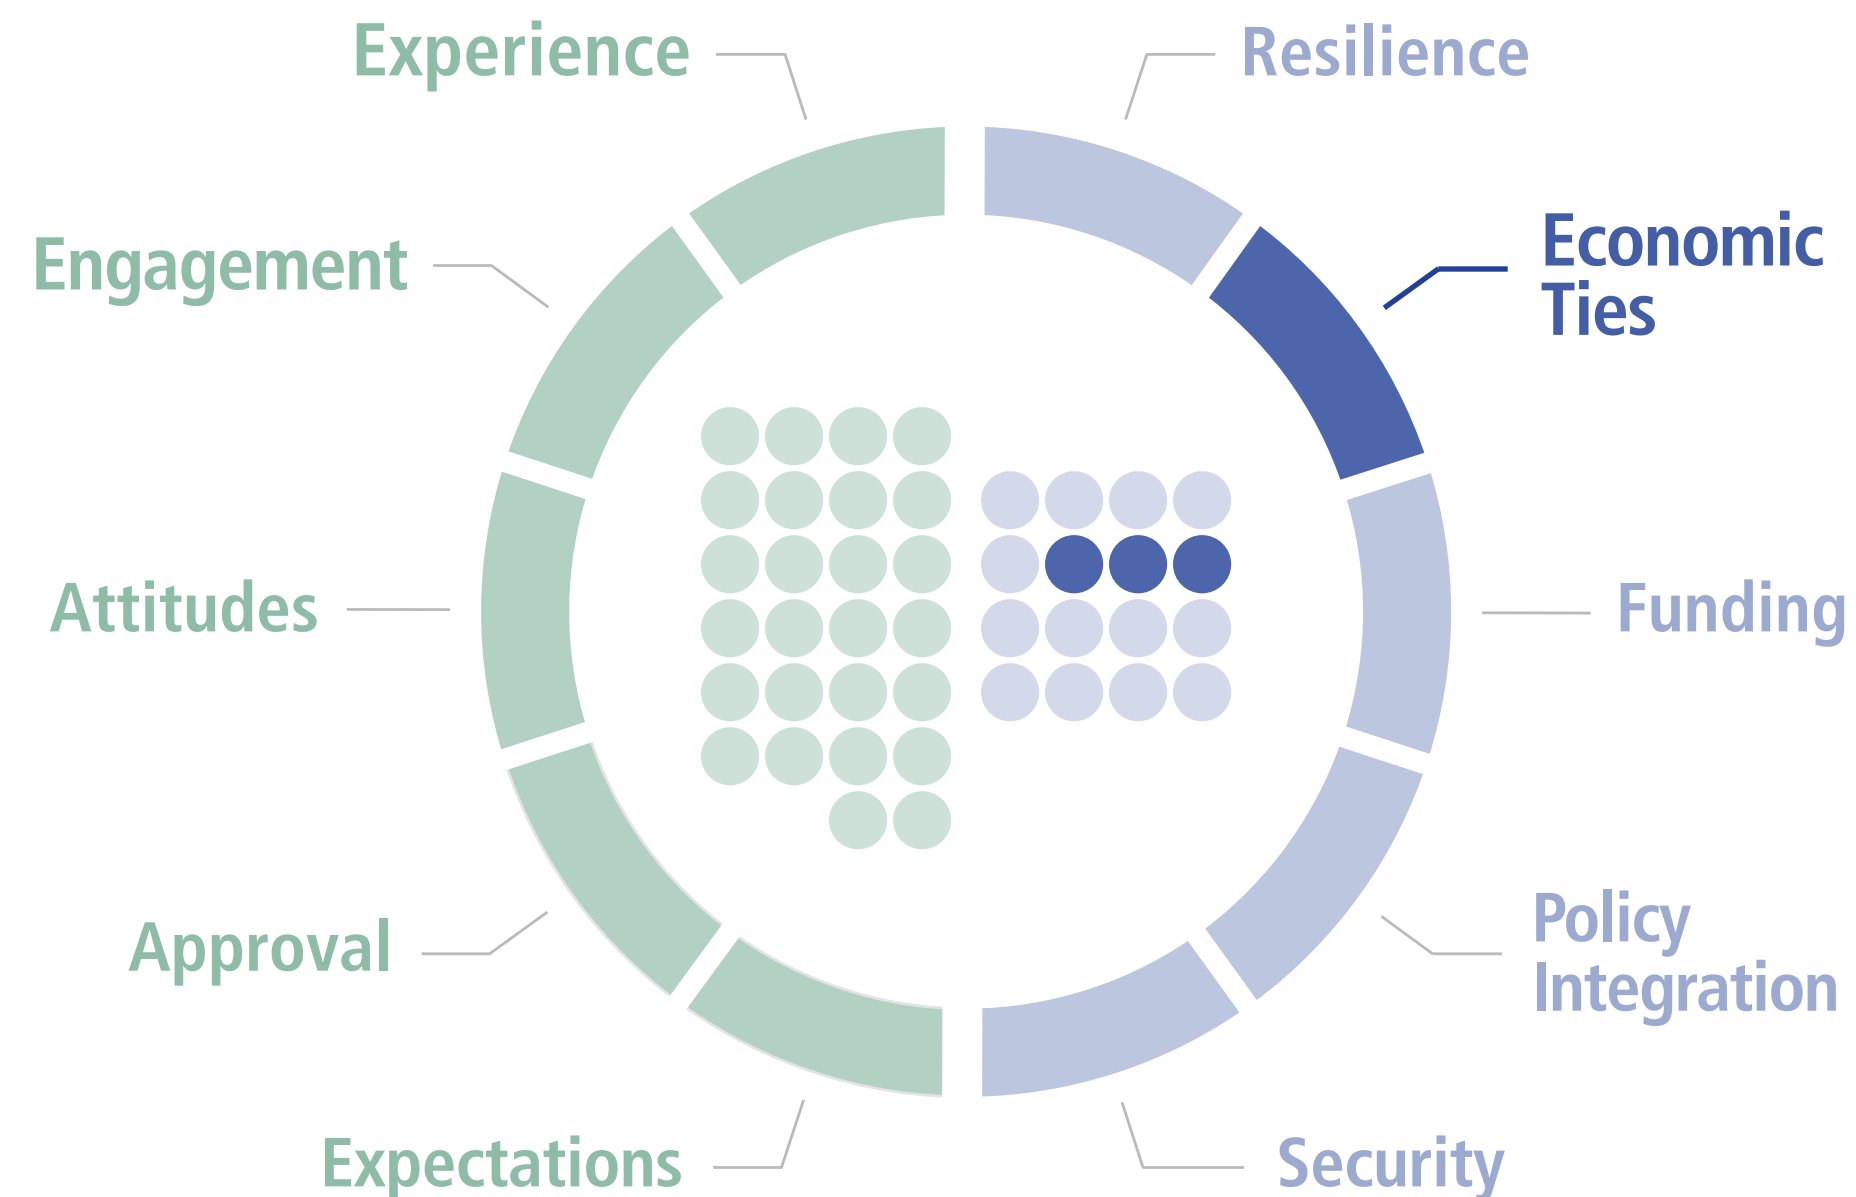 Experience
Resilience
Engagement
Economic
Ties
Attitudes
Funding
Approval
Policy
Integration
Expectations
Security